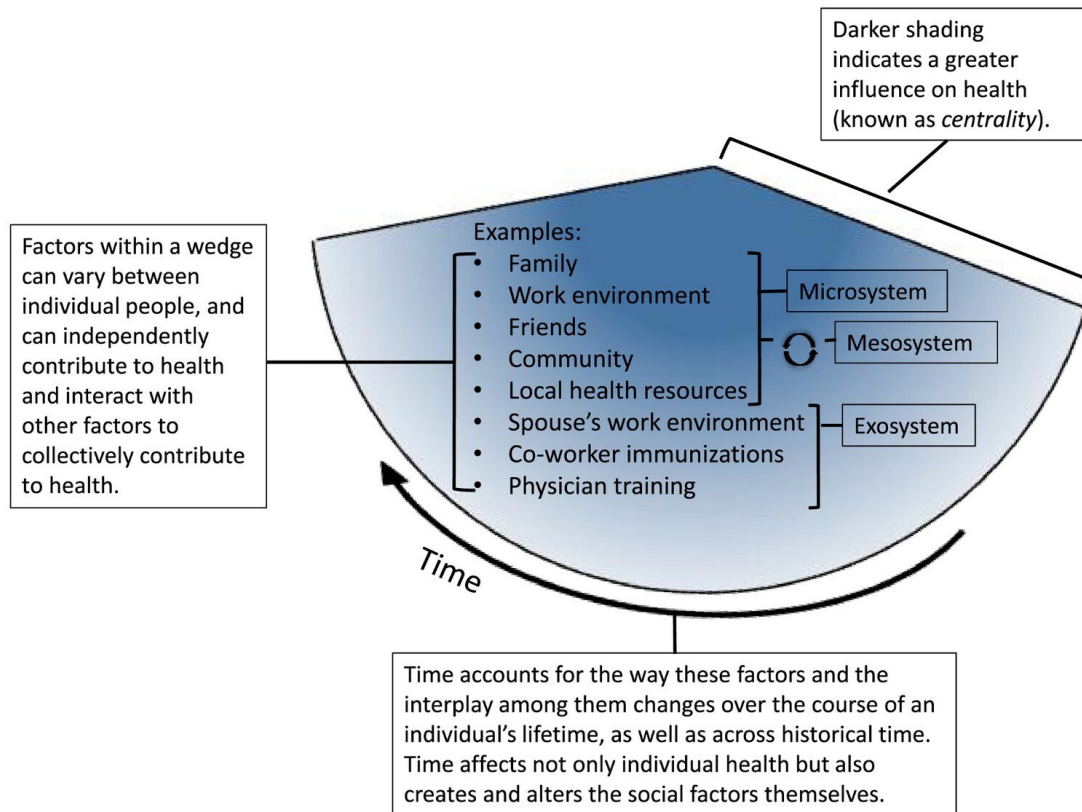 Darker shading
indicates a greater
influence on health
(known as centrality).
Factors within a wedge
can vary between
individual people, and
can independently
contribute to health
and interact with
other factors to
collectively contribute
to health.
Examples:
• Family
• Work environment
• Friends
• Community
• Local health resources
• Spouse's work environment
• Co-worker immunizations
• Physician training
Microsystem
Mesosystem
Exosystem
Time
Time accounts for the way these factors and the
interplay among them changes over the course of an
individual's lifetime, as well as across historical time.
Time affects not only individual health but also
creates and alters the social factors themselves.